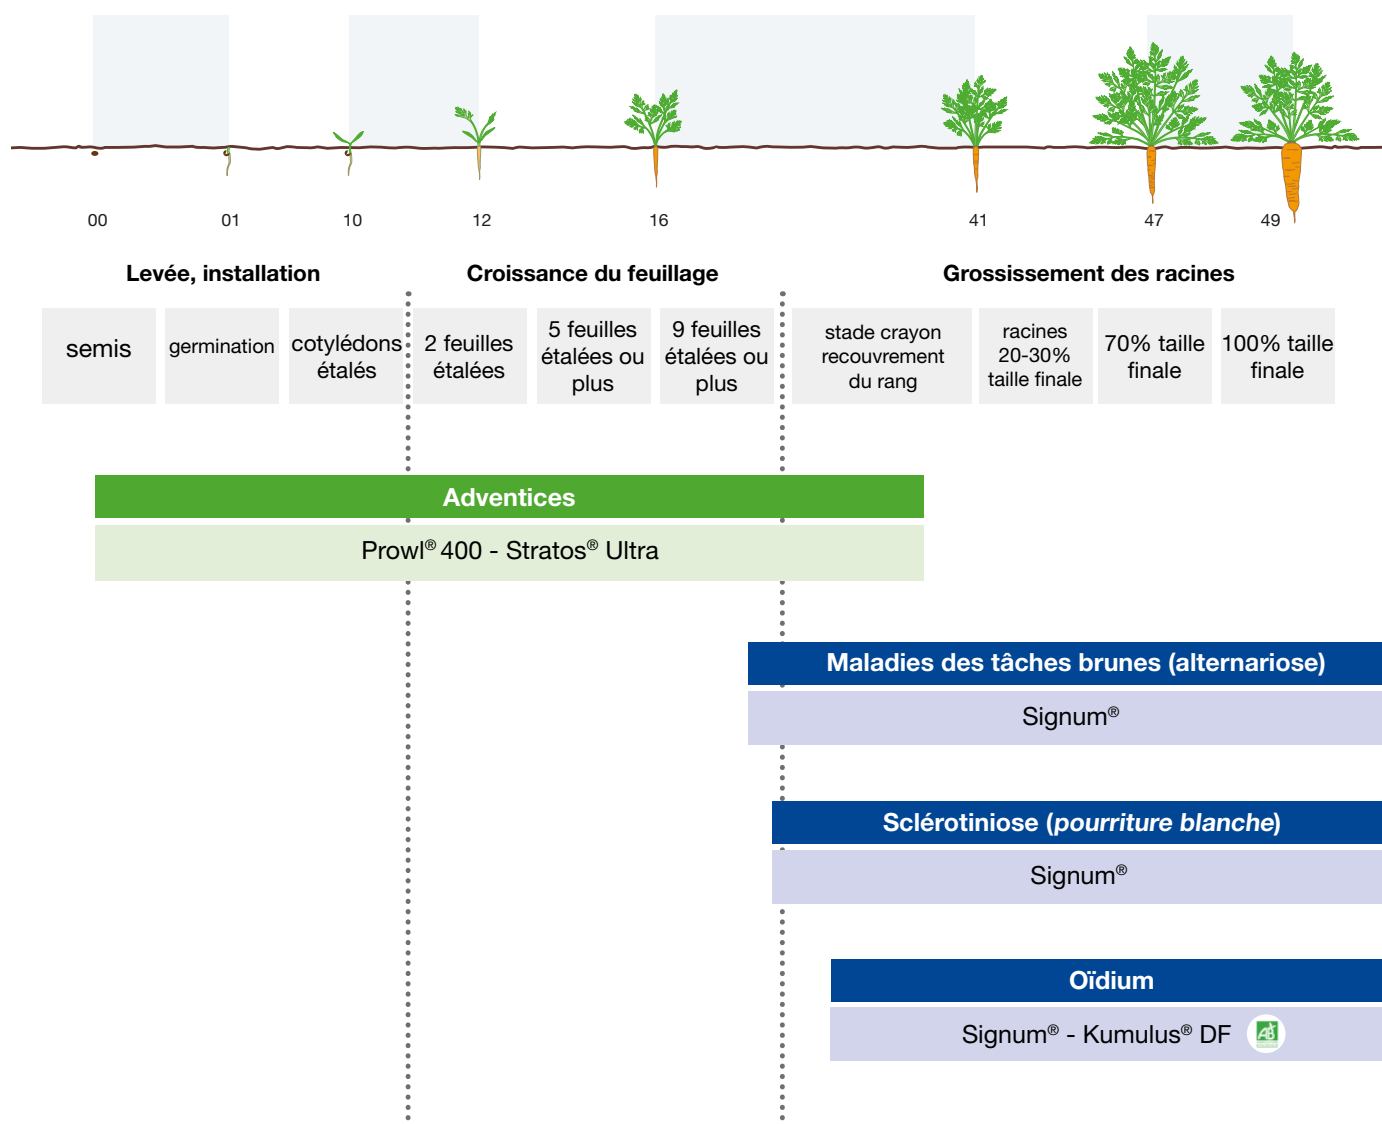 00 01 10 12 16 41 47 49
Levée, installation Croissance du feuillage Grossissement des racines
semis
germination
cotylédons
étalés
2 feuilles
étalées
5 feuilles
étalées ou
plus
9 feuilles
étalées ou
plus
stade crayon
recouvrement
du rang
racines
20-30%
taille finale
70% taille
finale
100% taille
finale
Adventices
Prowl® 400 - Stratos® Ultra
Maladies des tâches brunes (alternariose)
Signum®
Sclérotiniose (pourriture blanche)
Signum®
Oïdium
Signum® - Kumulus® DF
AB